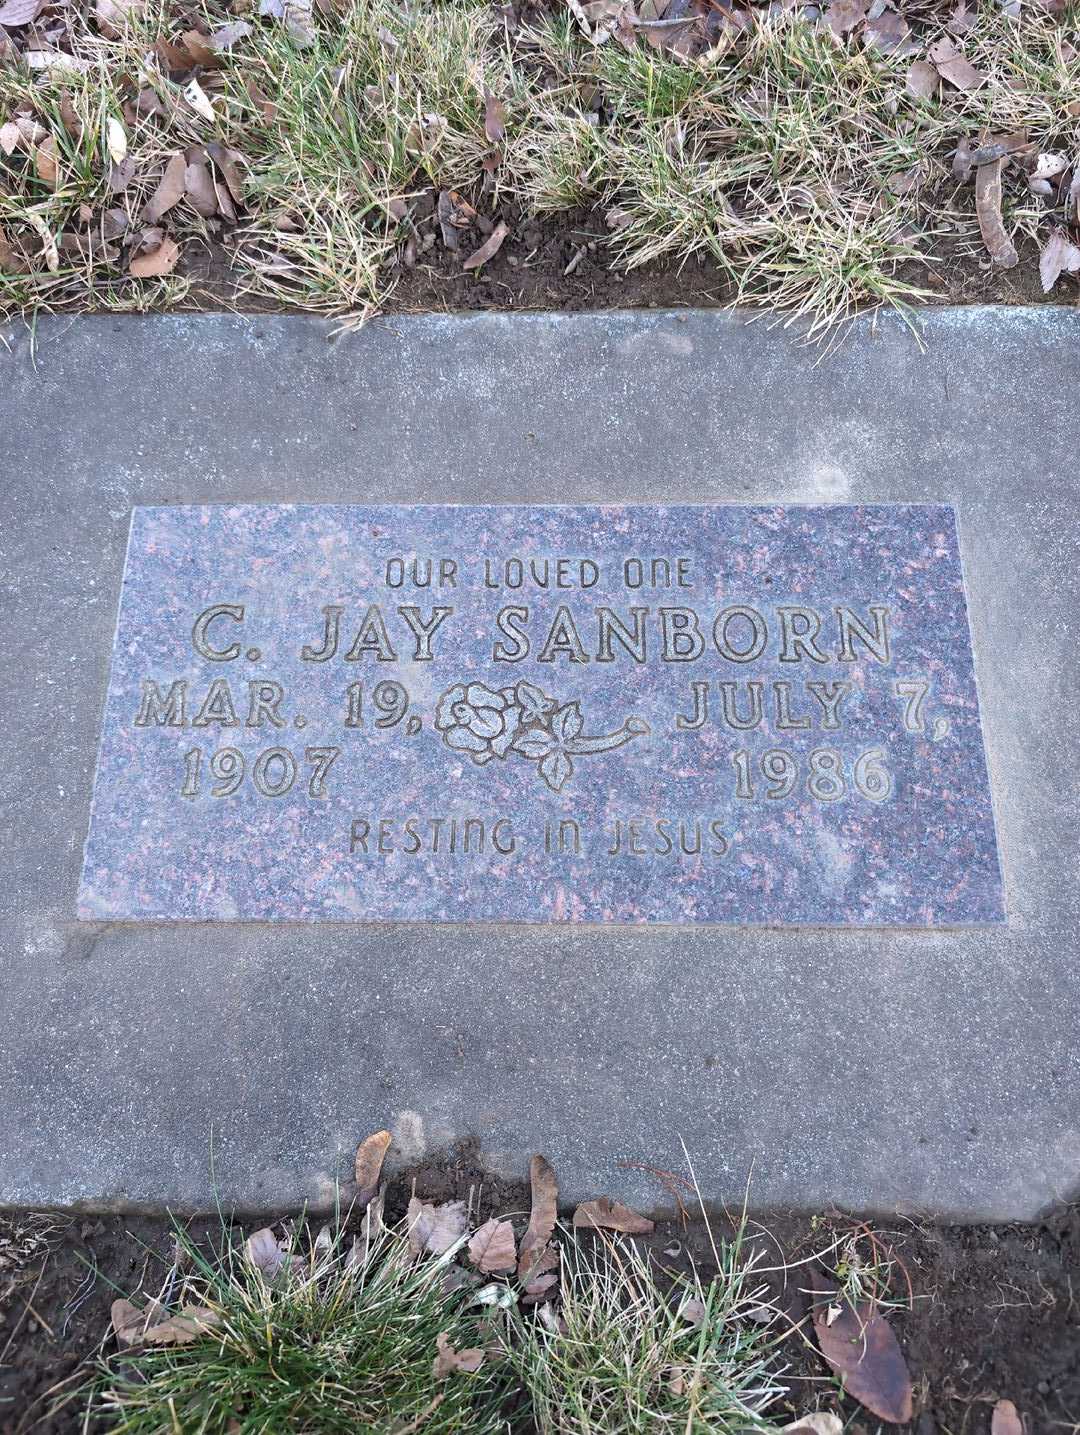 OUR LOVED ONE
C. JAY SANBORN
MAR. 19, JULY 7,
1907 1986
RESTING IN JESUS